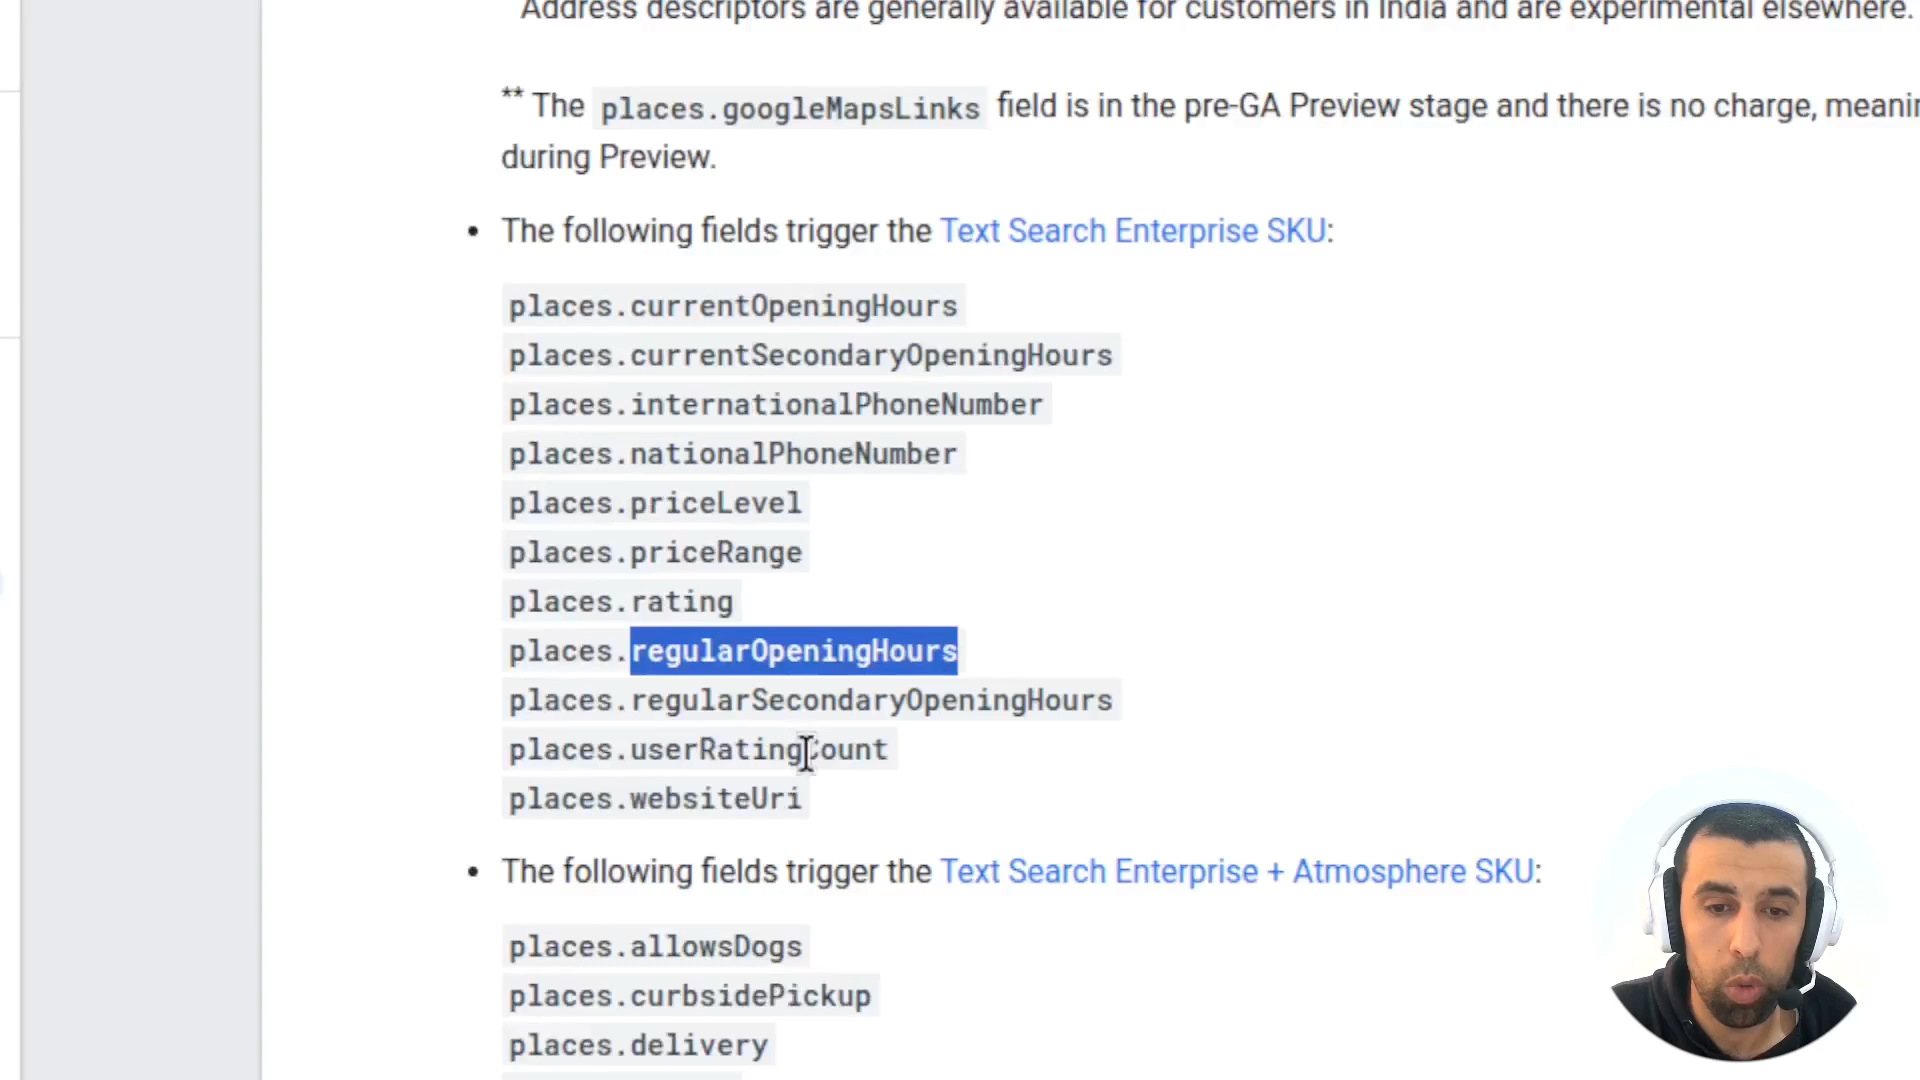 Address descriptors are generally available for customers in India and are experimental elsewhere.
** The places.googleMapsLinks field is in the pre-GA Preview stage and there is no charge,
during Preview.
• The following fields trigger the Text Search Enterprise SKU:
places.currentOpeningHours
places.currentSecondaryOpeningHours
places.internationalPhoneNumber
places.nationalPhoneNumber
places.priceLevel
places.priceRange
places.rating
places.regularOpeningHours
places.regularSecondaryOpeningHours
places.userRatingCount
places.websiteUri
• The following fields trigger the Text Search Enterprise + Atmosphere SKU:
places.allowsDogs
places.curbsidePickup
places.delivery